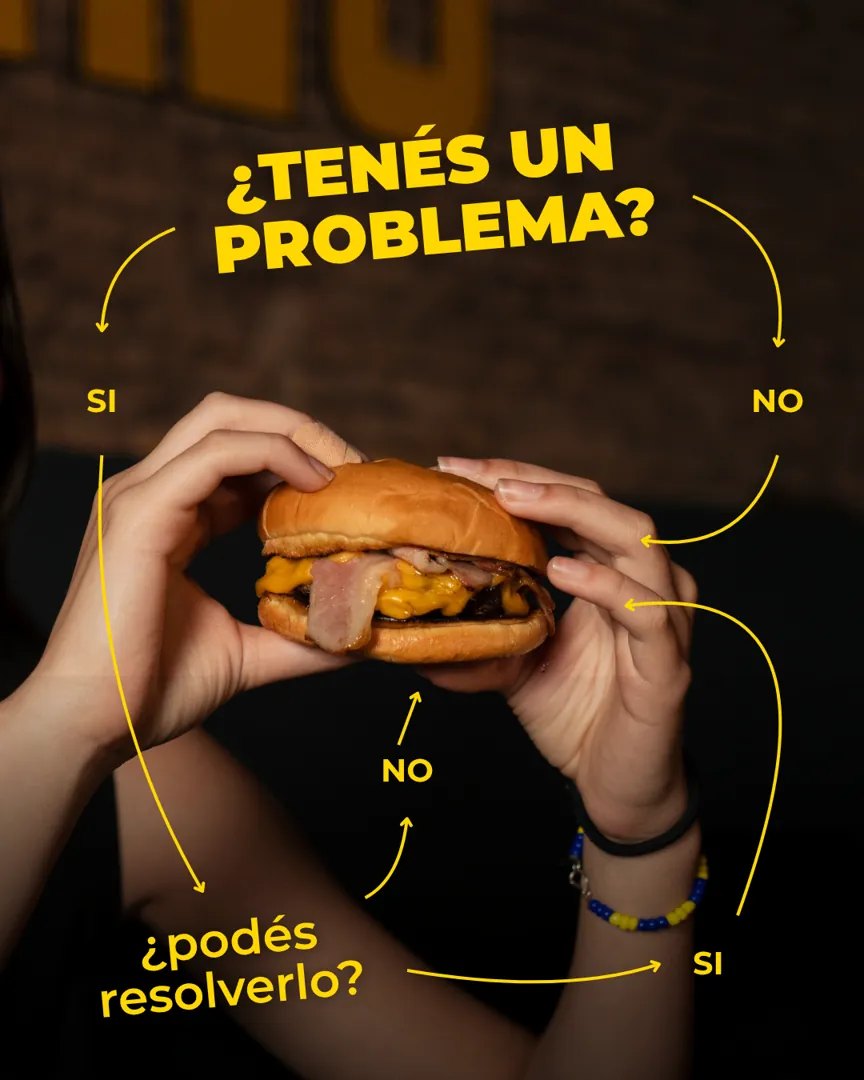 ¿TENÉS UN
PROBLEMA?
SI
NO
NO
¿podés
resolverlo?
SI